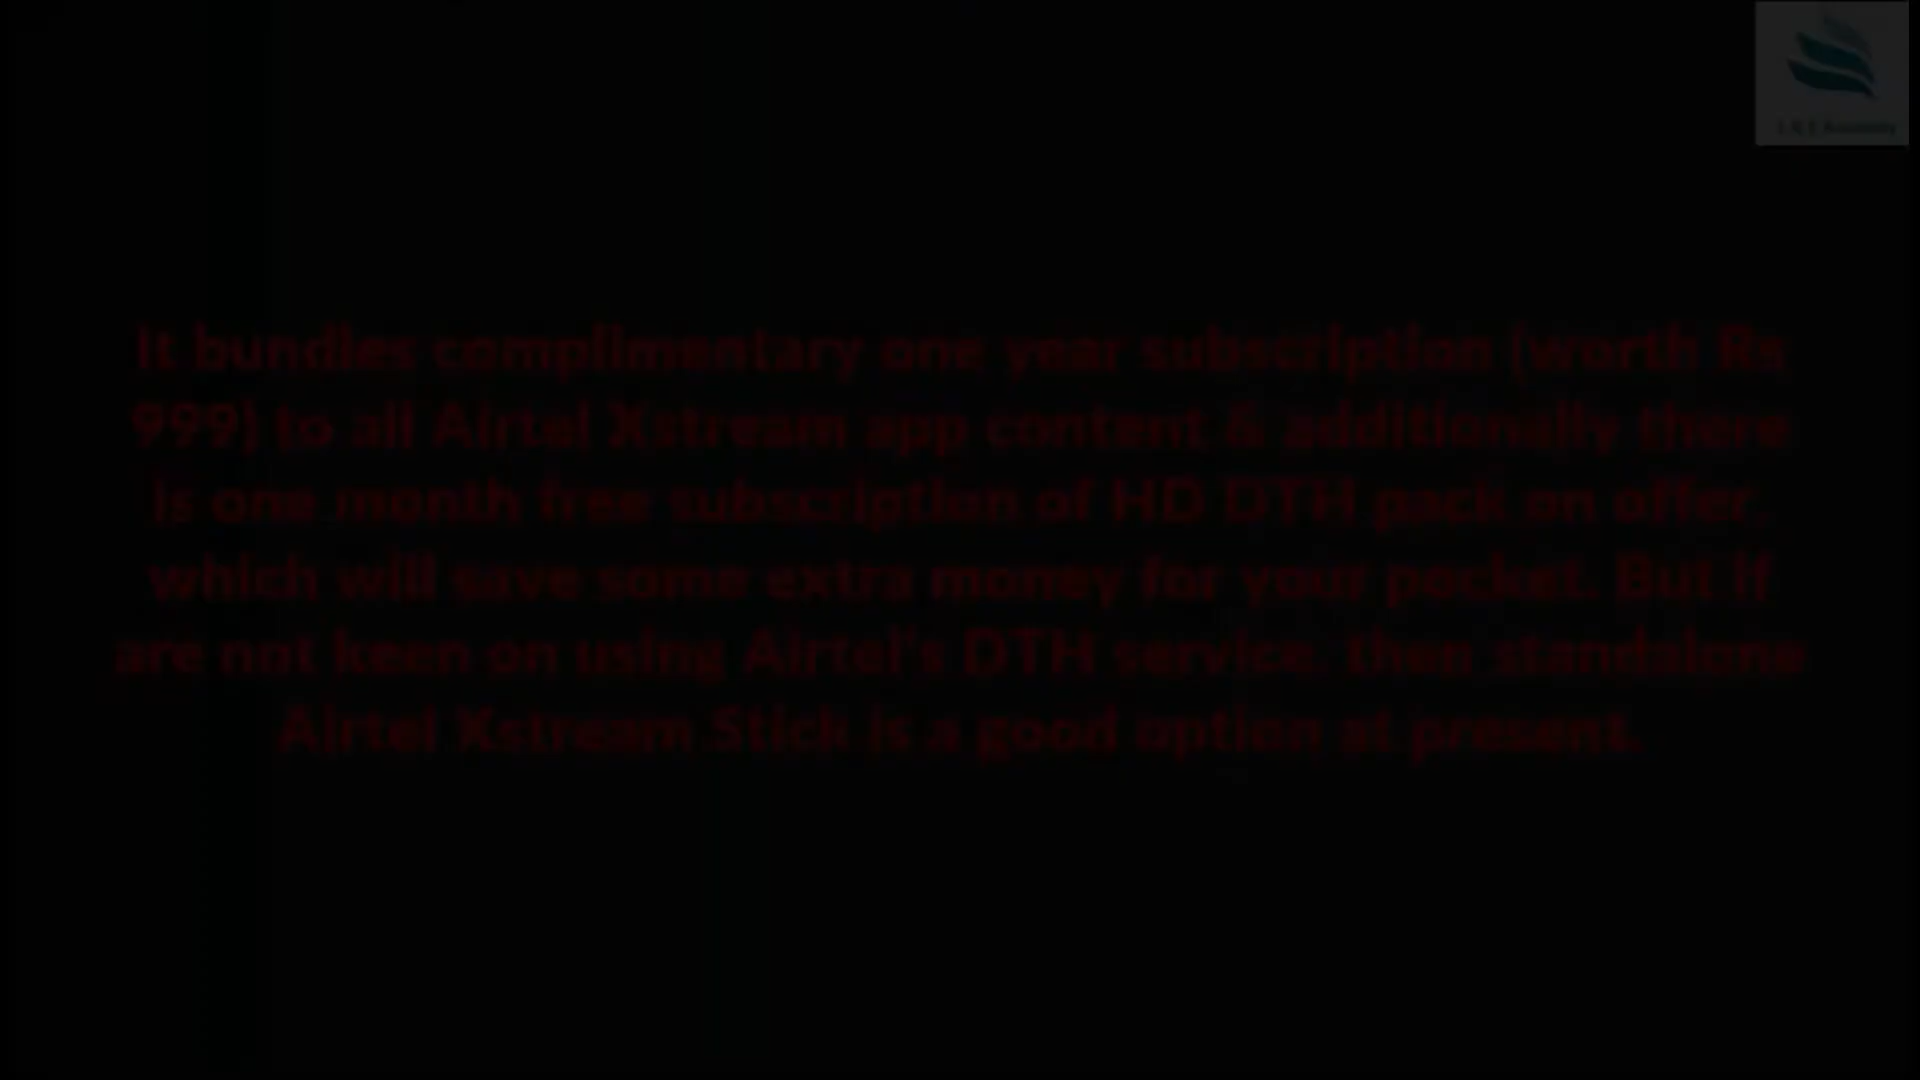 It bundles complimentary one year subscription (worth Rs
999) to all Airtel Xstream app content & additionally there
is one month free subscription of HD DTH pack on offer,
which will save some extra money for your pocket. But if
are not keen on using Airtel's DTH service, then standalone
Airtel Xstream Stick is a good option at present.